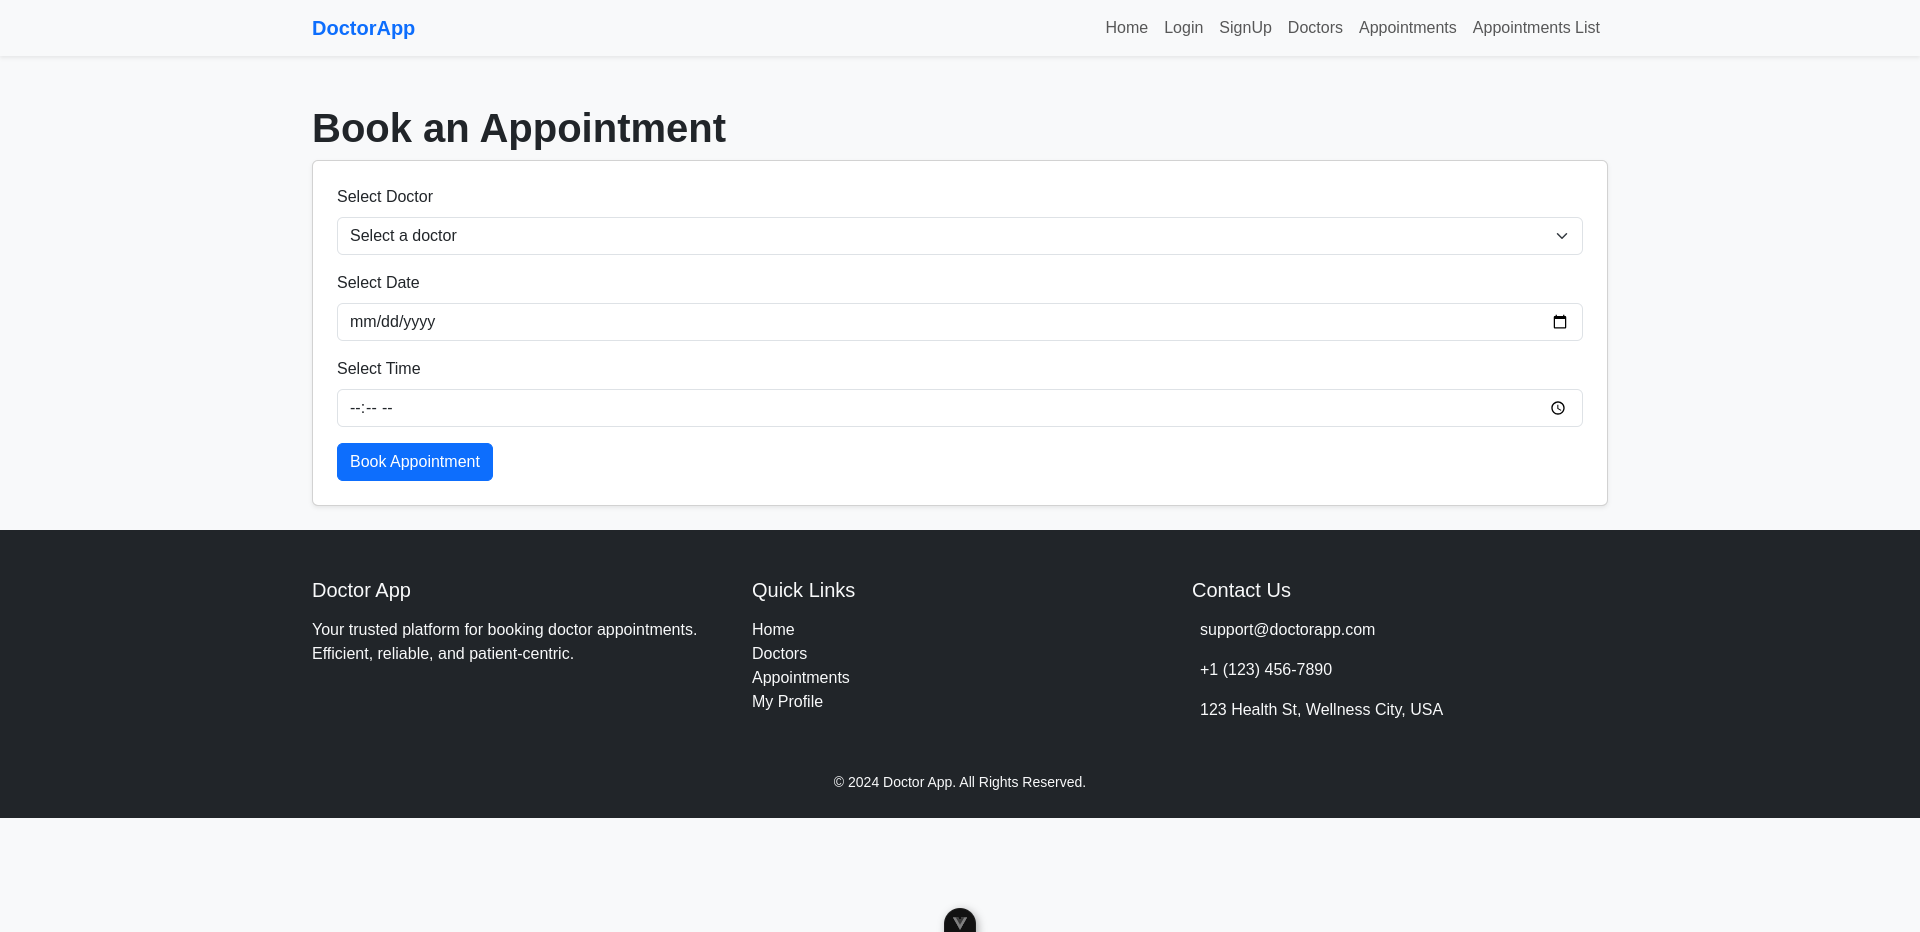 DoctorApp
Home Login SignUp Doctors Appointments Appointments List
Book an Appointment
Select Doctor
Select a doctor
Select Date
mm/dd/yyyy
Select Time
--:-- --
Book Appointment
Doctor App
Your trusted platform for booking doctor appointments.
Efficient, reliable, and patient-centric.
Quick Links
Home
Doctors
Appointments
My Profile
Contact Us
support@doctorapp.com
+1 (123) 456-7890
123 Health St, Wellness City, USA
© 2024 Doctor App. All Rights Reserved.